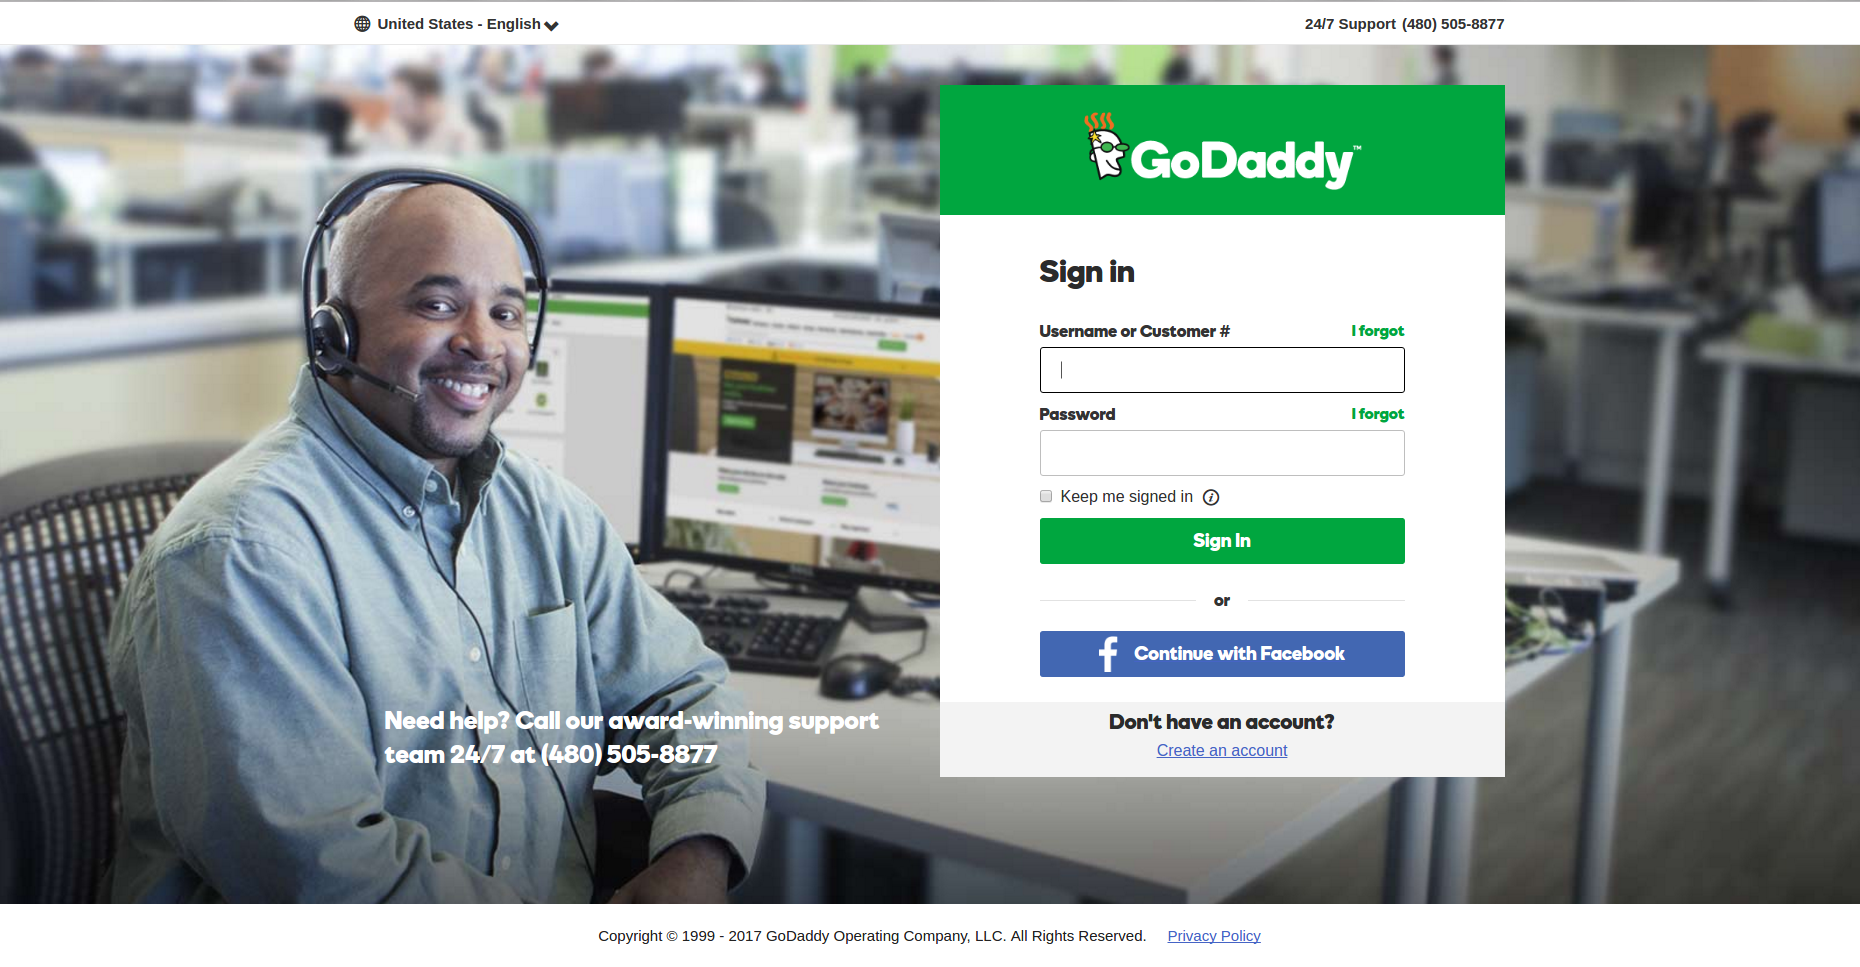 United States - English
24/7 Support (480) 505-8877
GoDaddy™
Sign in
Username or Customer # I forgot
Password I forgot
Keep me signed in
Sign In
or
Continue with Facebook
Don't have an account?
Create an account
Need help? Call our award-winning support
team 24/7 at (480) 505-8877
Copyright © 1999 - 2017 GoDaddy Operating Company, LLC. All Rights Reserved. Privacy Policy